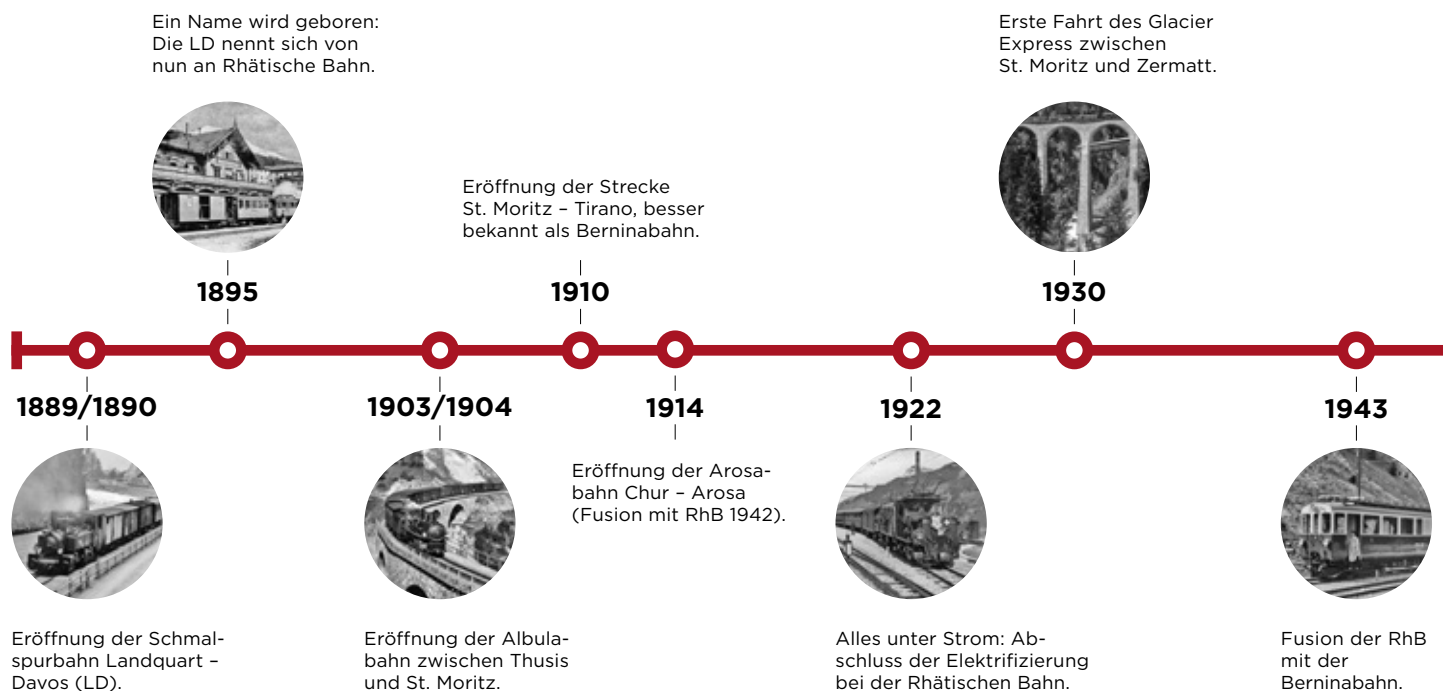 Ein Name wird geboren:
Die LD nennt sich von
nun an Rhätische Bahn.
1895
Eröffnung der Strecke
St. Moritz – Tirano, besser
bekannt als Berninabahn.
1910
Erste Fahrt des Glacier
Express zwischen
St. Moritz und Zermatt.
1930
1889/1890
Eröffnung der Schmal-
spurbahn Landquart –
Davos (LD).
1903/1904
Eröffnung der Albula-
bahn zwischen Thusis
und St. Moritz.
1914
Eröffnung der Arosa-
bahn Chur – Arosa
(Fusion mit RhB 1942).
1922
Alles unter Strom: Ab-
schluss der Elektrifizierung
bei der Rhätischen Bahn.
1943
Fusion der RhB
mit der
Berninabahn.